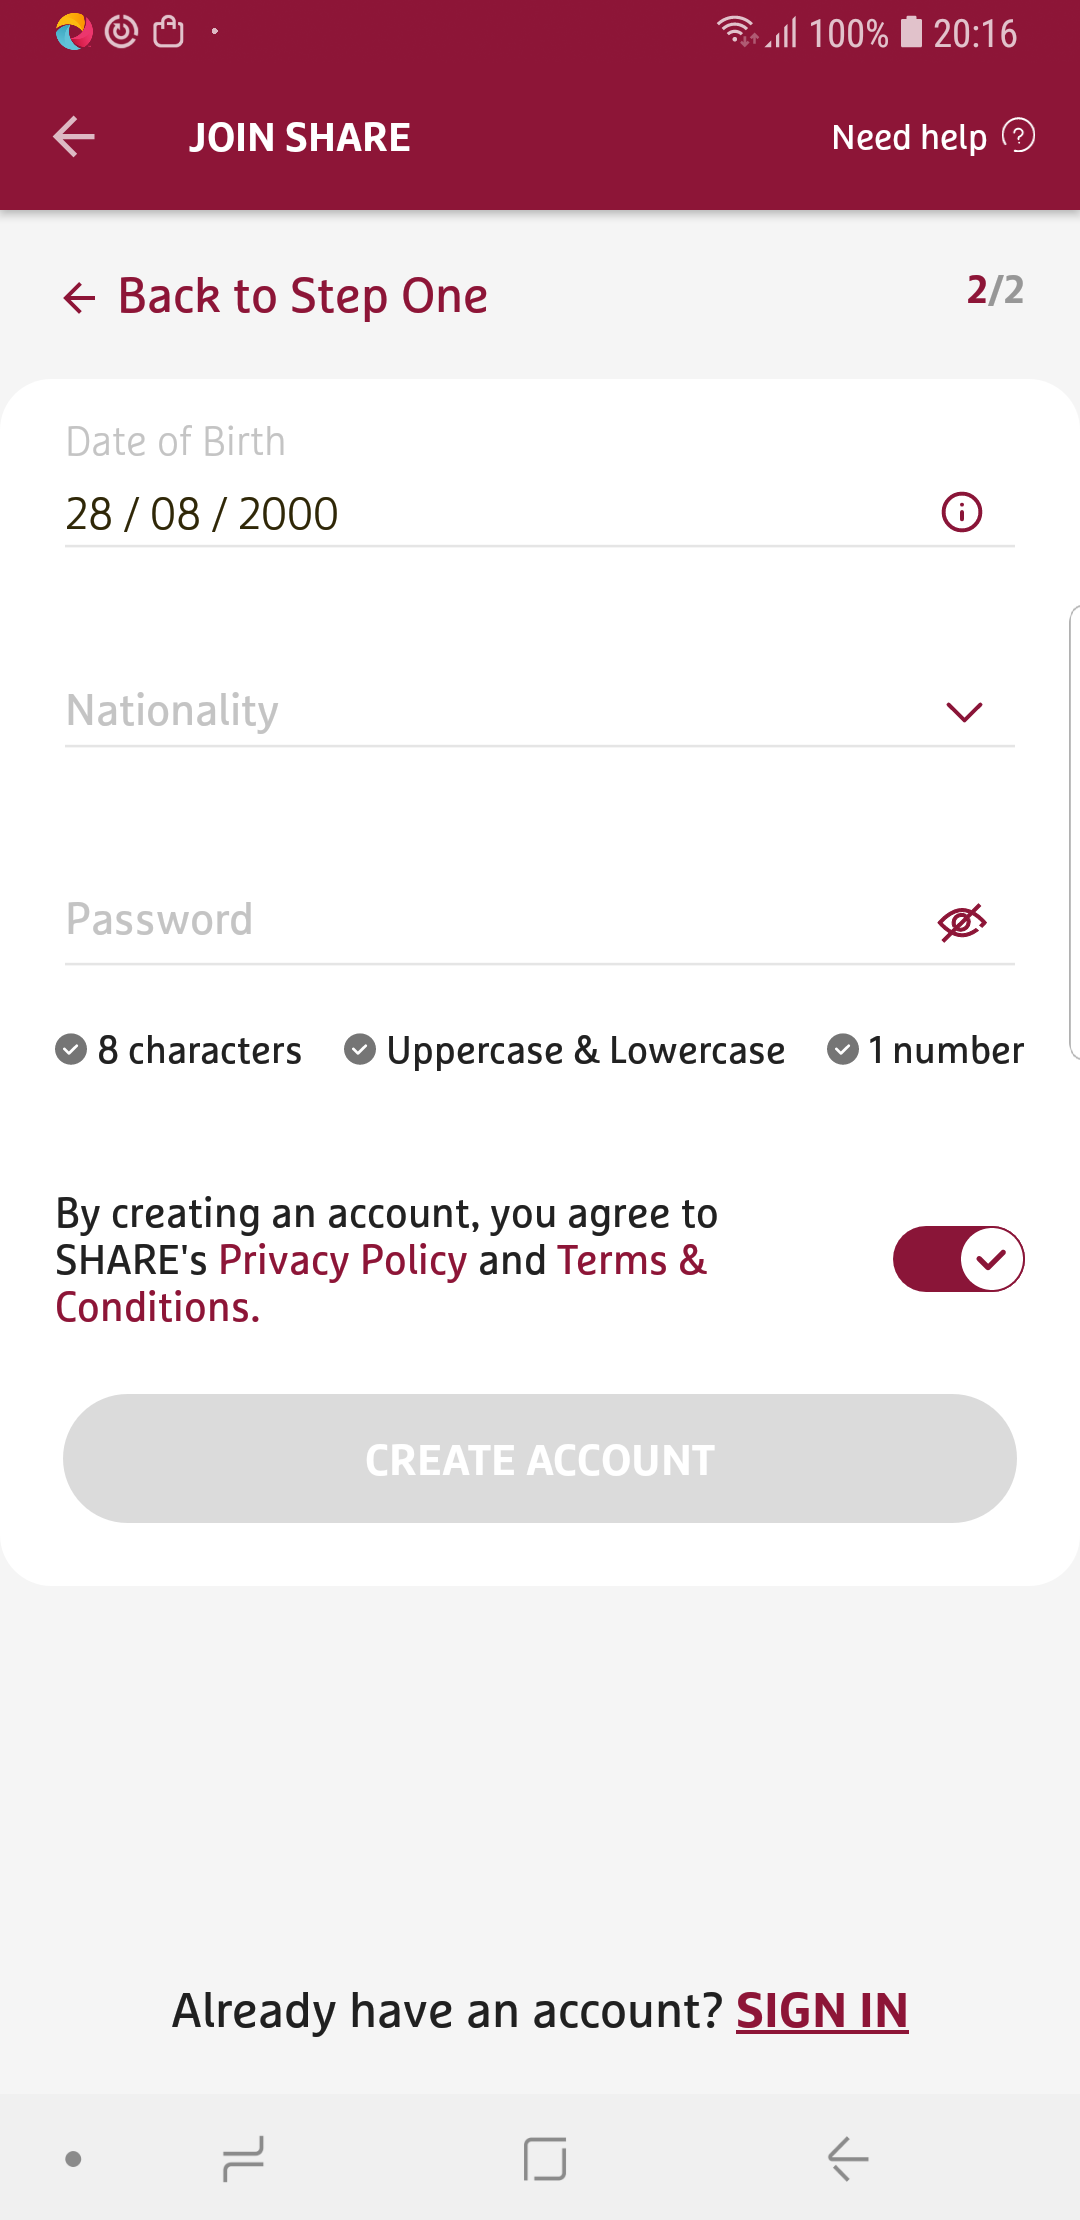 100% 20:16
JOIN SHARE
Need help ?
Back to Step One
2/2
Date of Birth
28 / 08 / 2000
Nationality
Password
8 characters
Uppercase & Lowercase
1 number
By creating an account, you agree to
SHARE's Privacy Policy and Terms &
Conditions.
CREATE ACCOUNT
Already have an account? SIGN IN